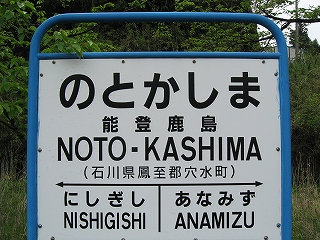 のとかしま
能登鹿島
NOTO-KASHIMA
(石川県鳳至郡穴水町)
にしぎし あなみず
NISHIGISHI ANAMIZU